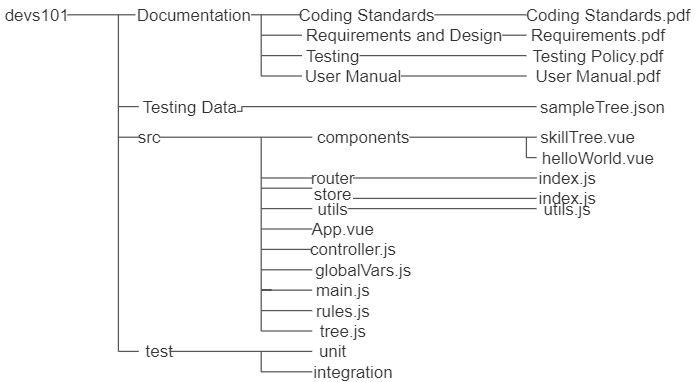 devs101 Documentation Coding Standards Coding Standards.pdf
Requirements and Design Requirements.pdf
Testing Testing Policy.pdf
User Manual User Manual.pdf
Testing Data sampleTree.json
src components skillTree.vue
helloWorld.vue
router index.js
store index.js
utils utils.js
App.vue
controller.js
globalVars.js
main.js
rules.js
tree.js
test unit
integration